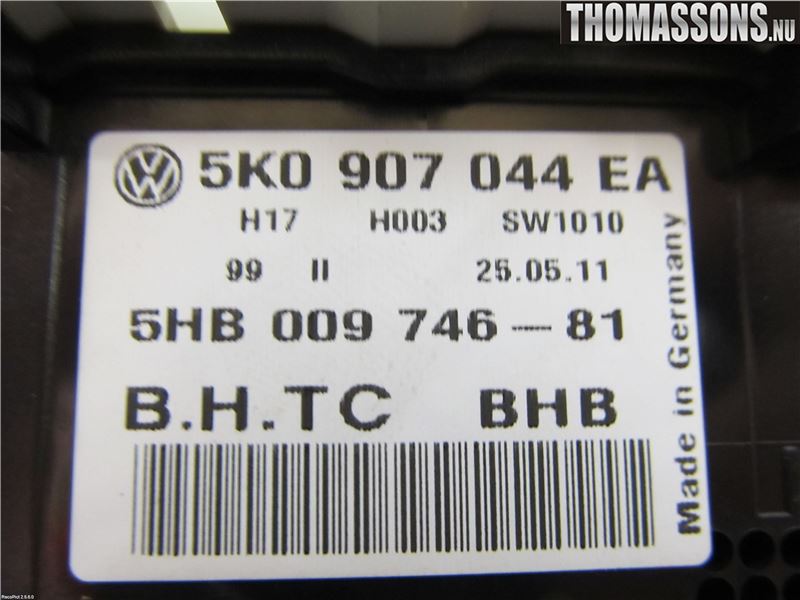 THOMASSONS.NU
5K0 907 044 EA
H17 H003 SW1010
99 II 25.05.11
5HB 009 746-81
B.H.TC BHB
Made in Germany